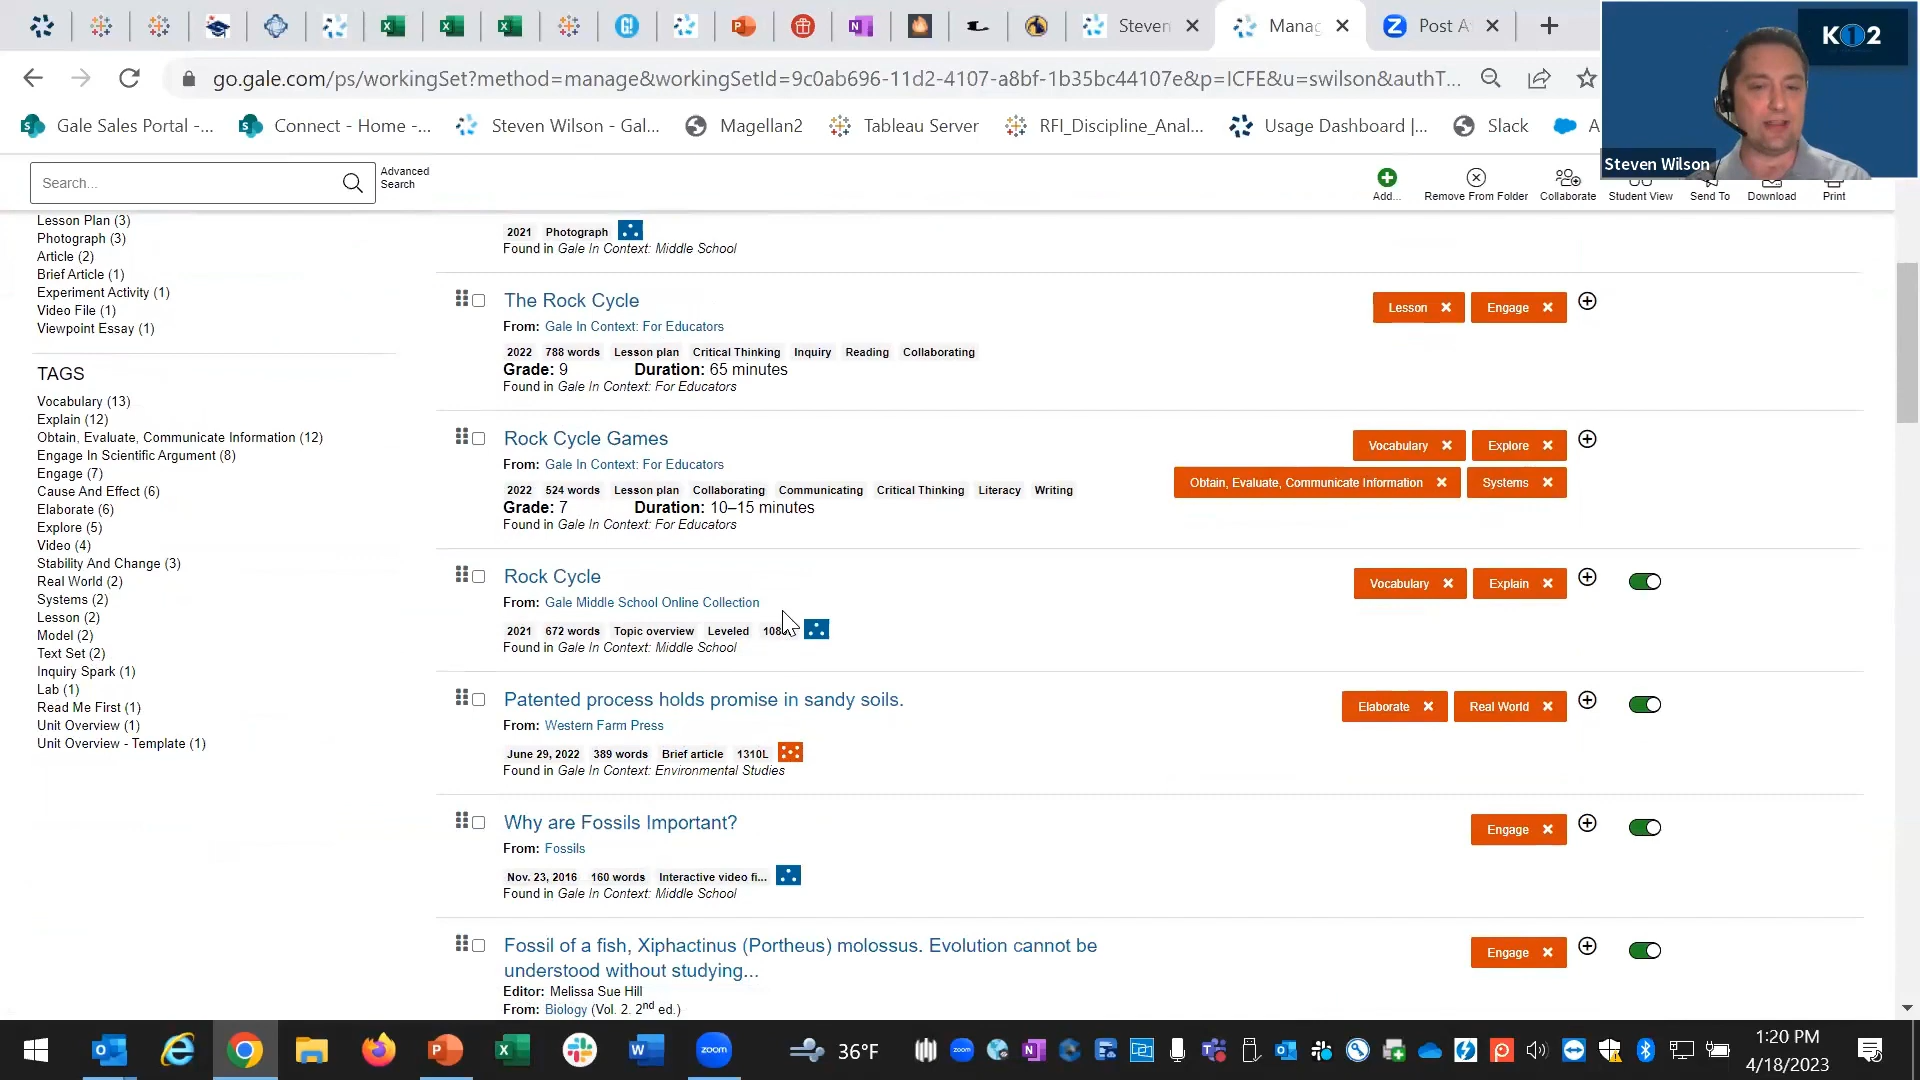 Steven
Manag
Post A
K12
go.gale.com/ps/workingSet?method=manage&workingSetId=9c0ab696-11d2-4107-a8bf-1b35bc44107e&p=ICFE&u=swilson&authT...
Gale Sales Portal -...
Connect - Home -...
Steven Wilson - Gal...
Magellan2
Tableau Server
RFI_Discipline_Anal...
Usage Dashboard |...
Slack
A
Steven Wilson
Search...
Advanced
Search
Add...
Remove From Folder
Collaborate
Student View
Send To
Download
Print
Lesson Plan (3)
Photograph (3)
Article (2)
Brief Article (1)
Experiment Activity (1)
Video File (1)
Viewpoint Essay (1)
TAGS
Vocabulary (13)
Explain (12)
Obtain, Evaluate, Communicate Information (12)
Engage In Scientific Argument (8)
Engage (7)
Cause And Effect (6)
Elaborate (6)
Explore (5)
Video (4)
Stability And Change (3)
Real World (2)
Systems (2)
Lesson (2)
Model (2)
Text Set (2)
Inquiry Spark (1)
Lab (1)
Read Me First (1)
Unit Overview (1)
Unit Overview - Template (1)
2021 Photograph
Found in Gale In Context: Middle School
The Rock Cycle
Lesson
Engage
From: Gale In Context: For Educators
2022 788 words Lesson plan Critical Thinking Inquiry Reading Collaborating
Grade: 9 Duration: 65 minutes
Found in Gale In Context: For Educators
Rock Cycle Games
Vocabulary
Explore
Obtain, Evaluate, Communicate Information
Systems
From: Gale In Context: For Educators
2022 524 words Lesson plan Collaborating Communicating Critical Thinking Literacy Writing
Grade: 7 Duration: 10–15 minutes
Found in Gale In Context: For Educators
Rock Cycle
Vocabulary
Explain
From: Gale Middle School Online Collection
2021 672 words Topic overview Leveled
Found in Gale In Context: Middle School
Patented process holds promise in sandy soils.
Elaborate
Real World
From: Western Farm Press
June 29, 2022 389 words Brief article 1310L
Found in Gale In Context: Environmental Studies
Why are Fossils Important?
Engage
From: Fossils
Nov. 23, 2016 160 words Interactive video fi...
Found in Gale In Context: Middle School
Fossil of a fish, Xiphactinus (Portheus) molossus. Evolution cannot be
understood without studying...
Engage
Editor: Melissa Sue Hill
From: Biology (Vol. 2. 2nd ed.)
zoom
36°F
1:20 PM
4/18/2023